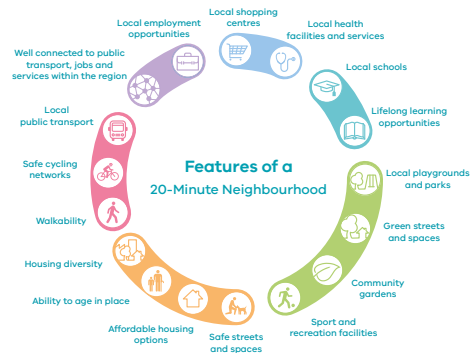 Local shopping
centres
Local health
facilities and services
Local schools
Lifelong learning
opportunities
Local playgrounds
and parks
Green streets
and spaces
Community
gardens
Sport and
recreation facilities
Safe streets
and spaces
Affordable housing
options
Ability to age in place
Housing diversity
Walkability
Safe cycling
networks
Local
public transport
Well connected to public
transport, jobs and
services within the region
Local employment
opportunities
Features of a
20-Minute Neighbourhood